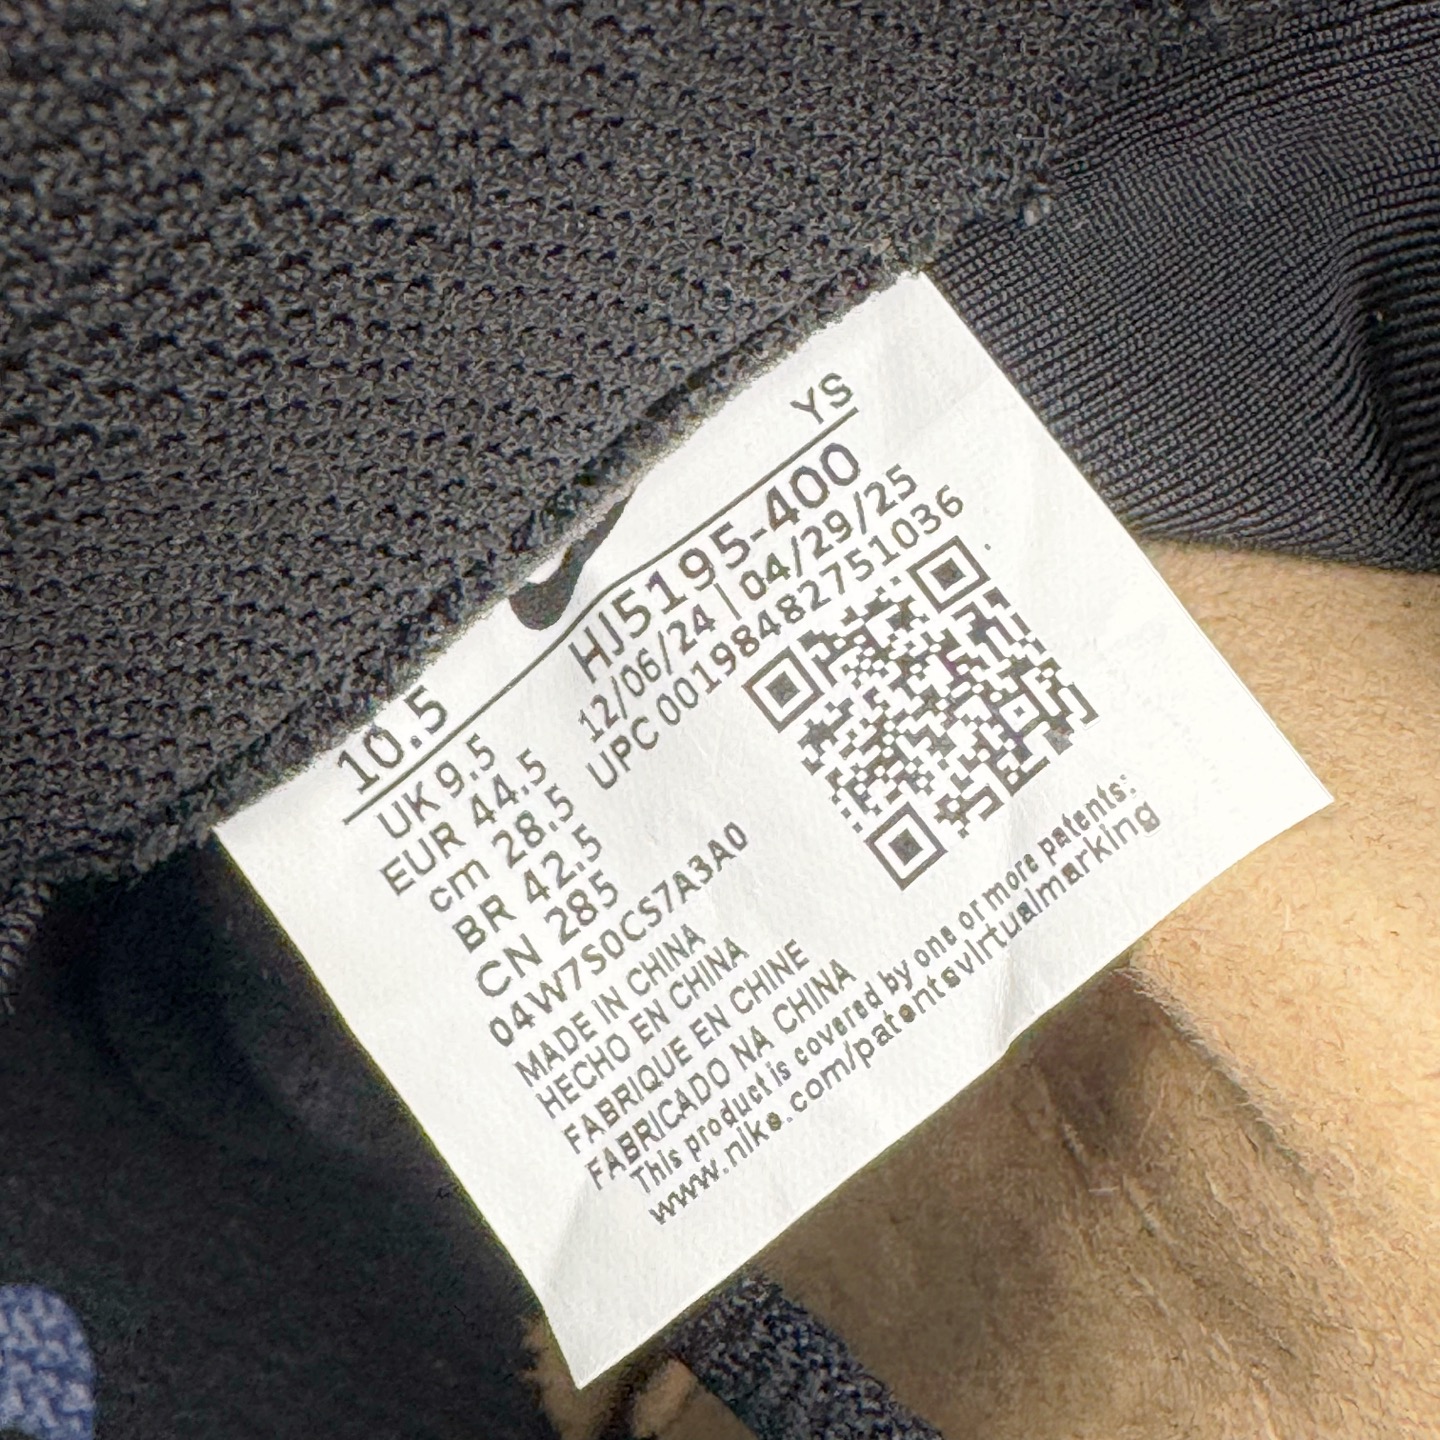 YS
10.5
HJ5195-400
12/06/24 | 04/29/25
UPC 00198482751036
UK 9.5
EUR 44.5
cm 28.5
BR 42.5
CN 285
04W7S0CS7A3A0
MADE IN CHINA
HECHO EN CHINA
FABRIQUE EN CHINE
FABRICADO NA CHINA
This product is covered by one or more patents:
www.nike.com/patentsvirtualmarking